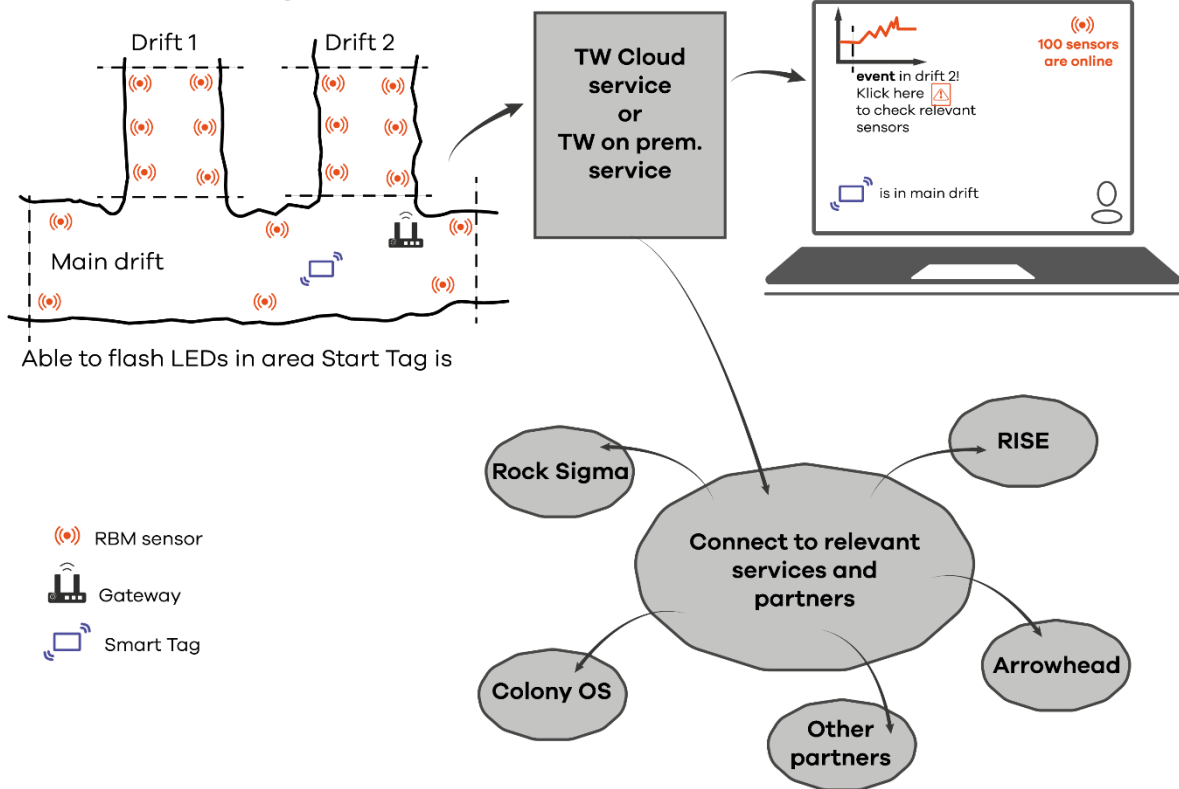 Drift 1
Drift 2
Main drift
Able to flash LEDs in area Start Tag is
TW Cloud
service
or
TW on prem.
service
100 sensors
are online
event in drift 2!
Klick here
to check relevant
sensors
is in main drift
RBM sensor
Gateway
Smart Tag
Rock Sigma
RISE
Connect to relevant
services and
partners
Colony OS
Arrowhead
Other
partners